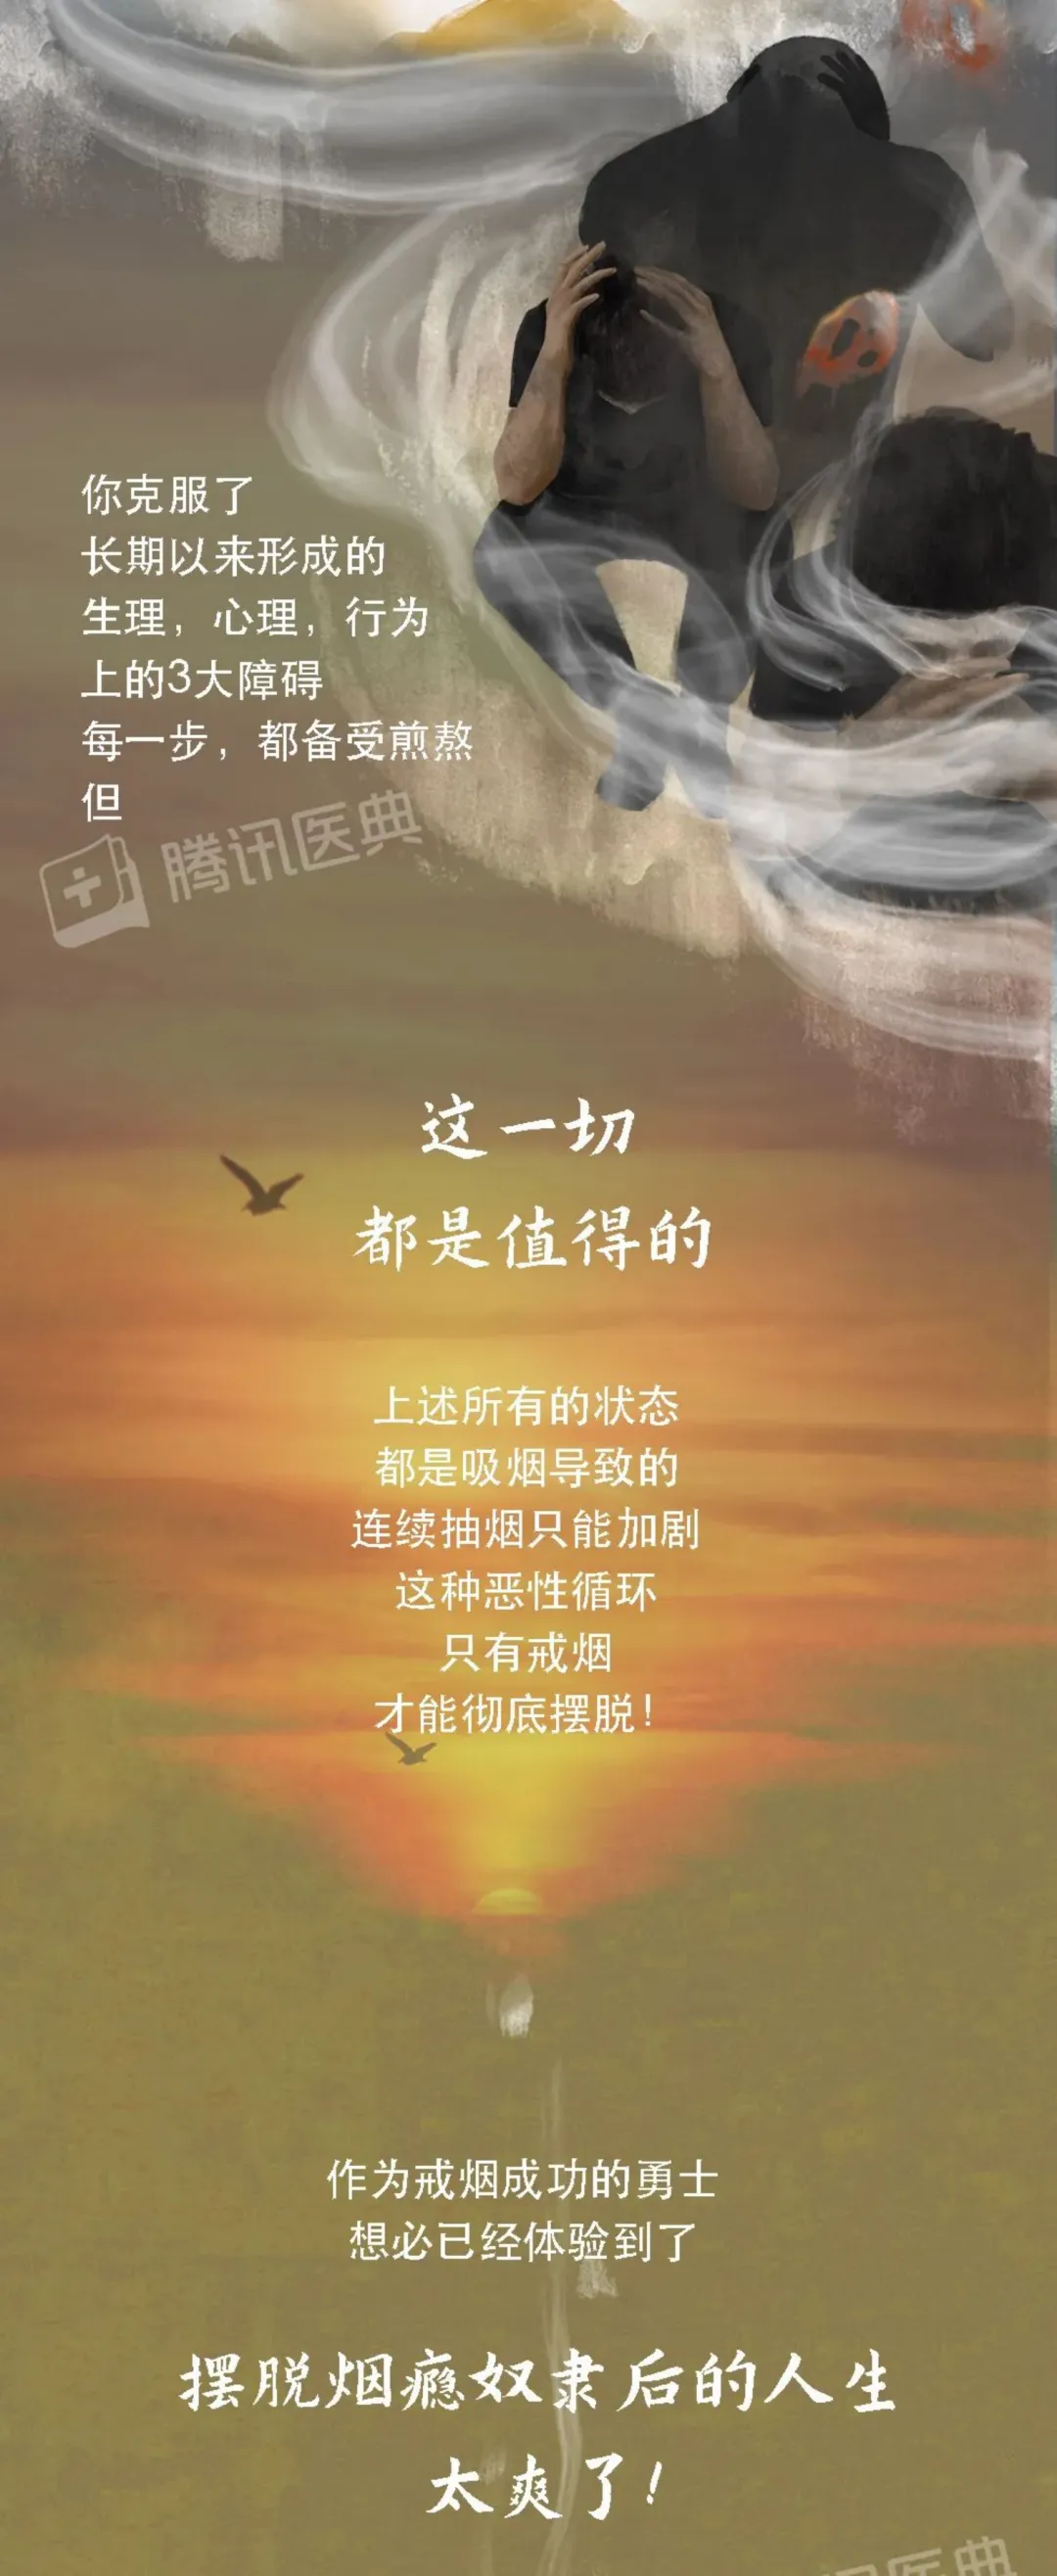 你克服了
长期以来形成的
生理，心理，行为
上的3大障碍
每一步，都备受煎熬
但
腾讯医典
这一切
都是值得的
上述所有的状态
都是吸烟导致的
连续抽烟只能加剧
这种恶性循环
只有戒烟
才能彻底摆脱！
作为戒烟成功的勇士
想必已经体验到了
摆脱烟瘾奴隶后的人生
太爽了！